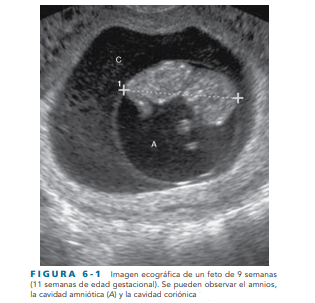 C
1
A
FIGURA 6-1 Imagen ecográfica de un feto de 9 semanas
(11 semanas de edad gestacional). Se pueden observar el amnios,
la cavidad amniótica (A) y la cavidad coriónica